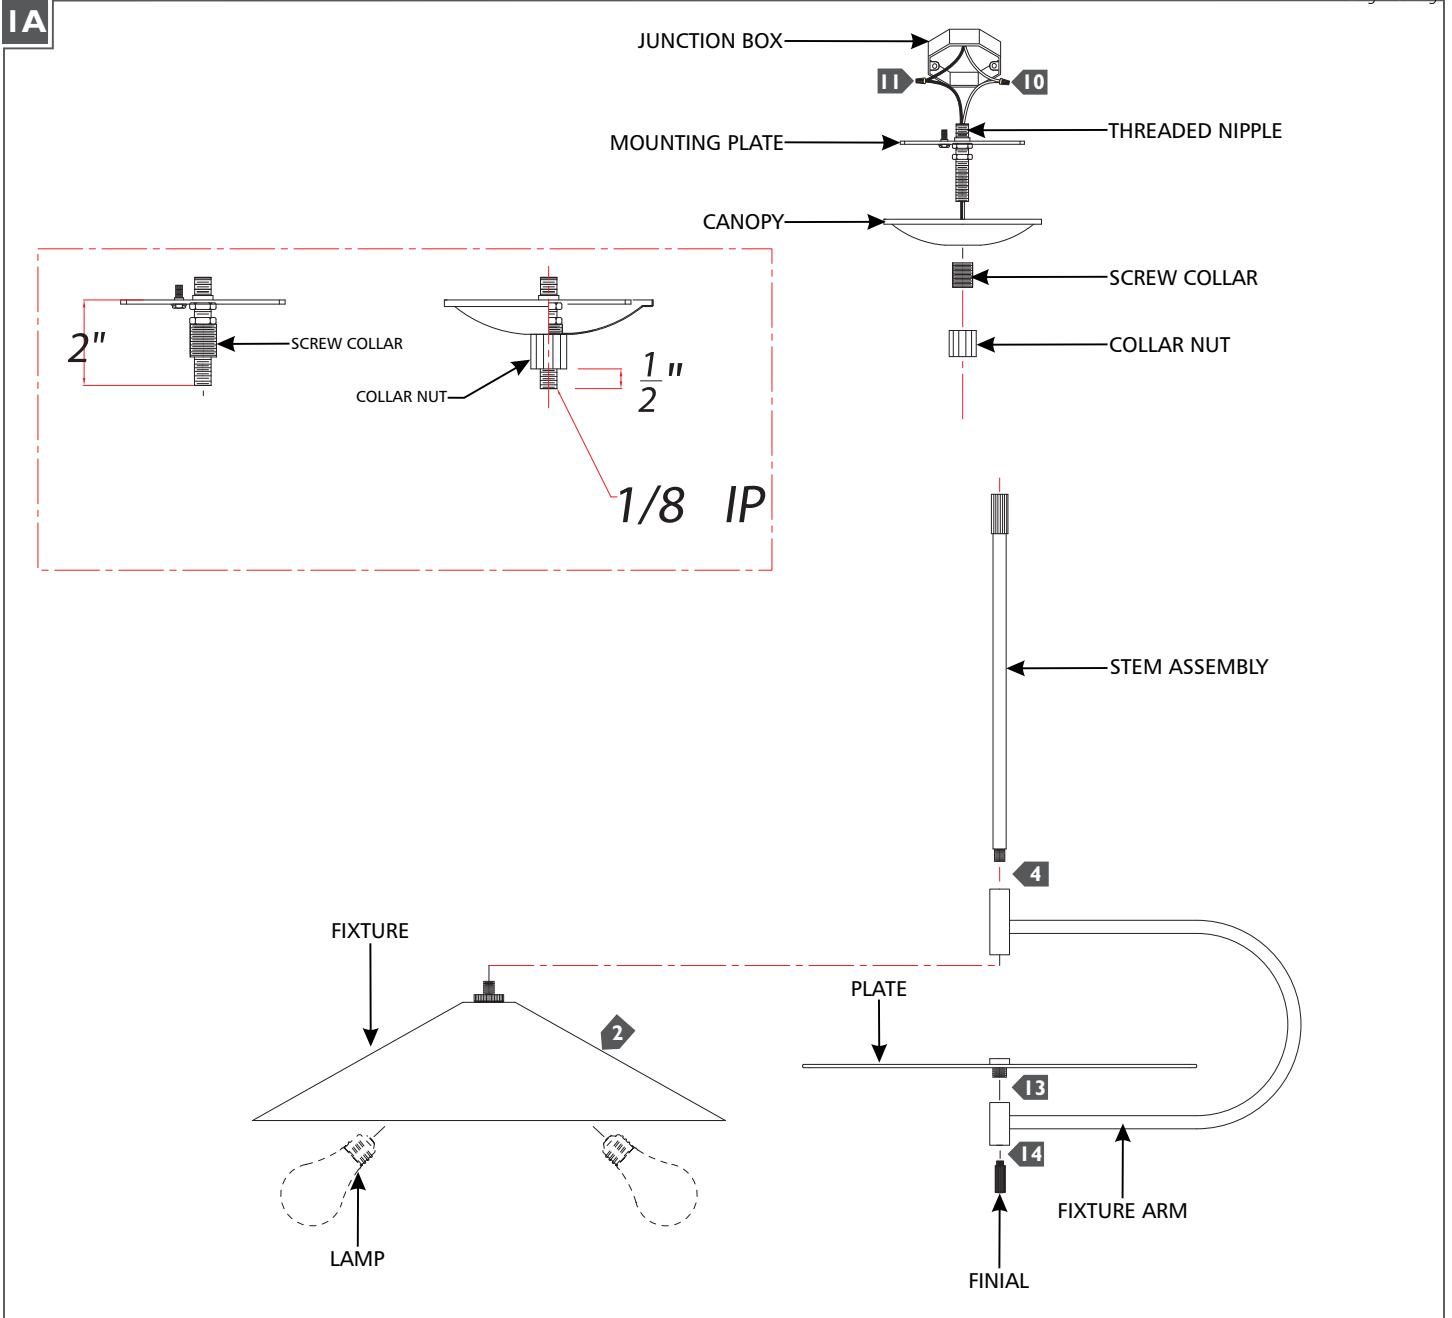 1A
JUNCTION BOX
11
10
THREADED NIPPLE
MOUNTING PLATE
CANOPY
SCREW COLLAR
COLLAR NUT
2"
SCREW COLLAR
COLLAR NUT
1/2"
1/8 IP
STEM ASSEMBLY
4
FIXTURE
PLATE
2
13
14
FIXTURE ARM
LAMP
FINIAL